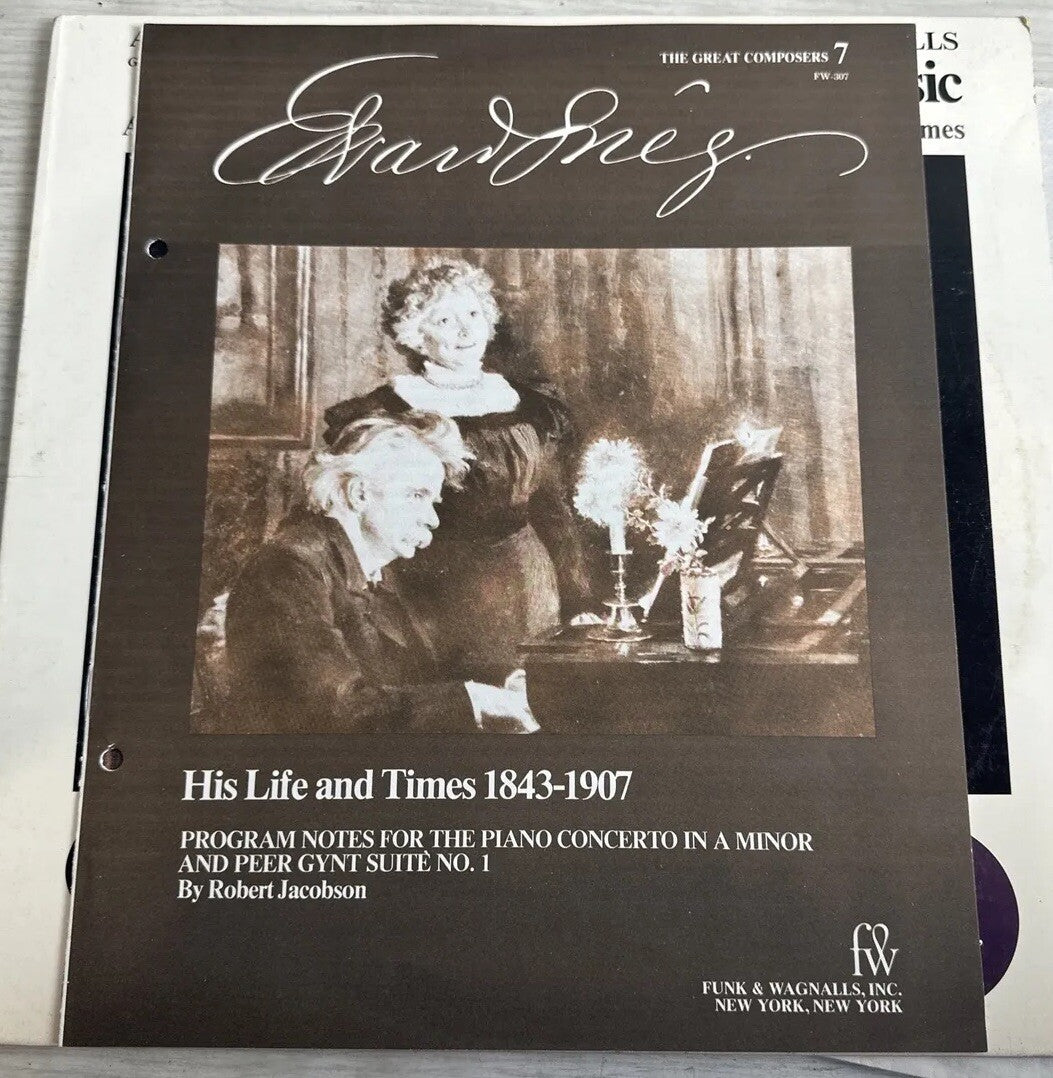 THE GREAT COMPOSERS 7
FW-307
Edvard Grieg.
LLS
sic
mes
His Life and Times 1843-1907
PROGRAM NOTES FOR THE PIANO CONCERTO IN A MINOR
AND PEER GYNT SUITE NO. 1
By Robert Jacobson
f&w
FUNK & WAGNALLS, INC.
NEW YORK, NEW YORK